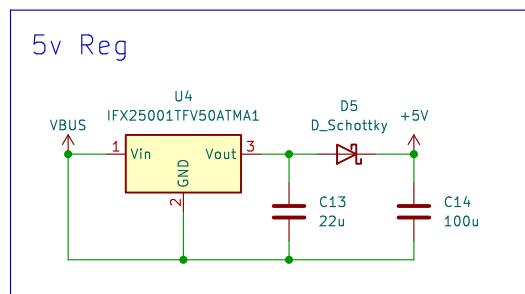 5v Reg
U4
IFX25001TFV50ATMA1
VBUS
1
Vin
Vout
3
GND
2
D5
D_Schottky
+5V
C13
22u
C14
100u